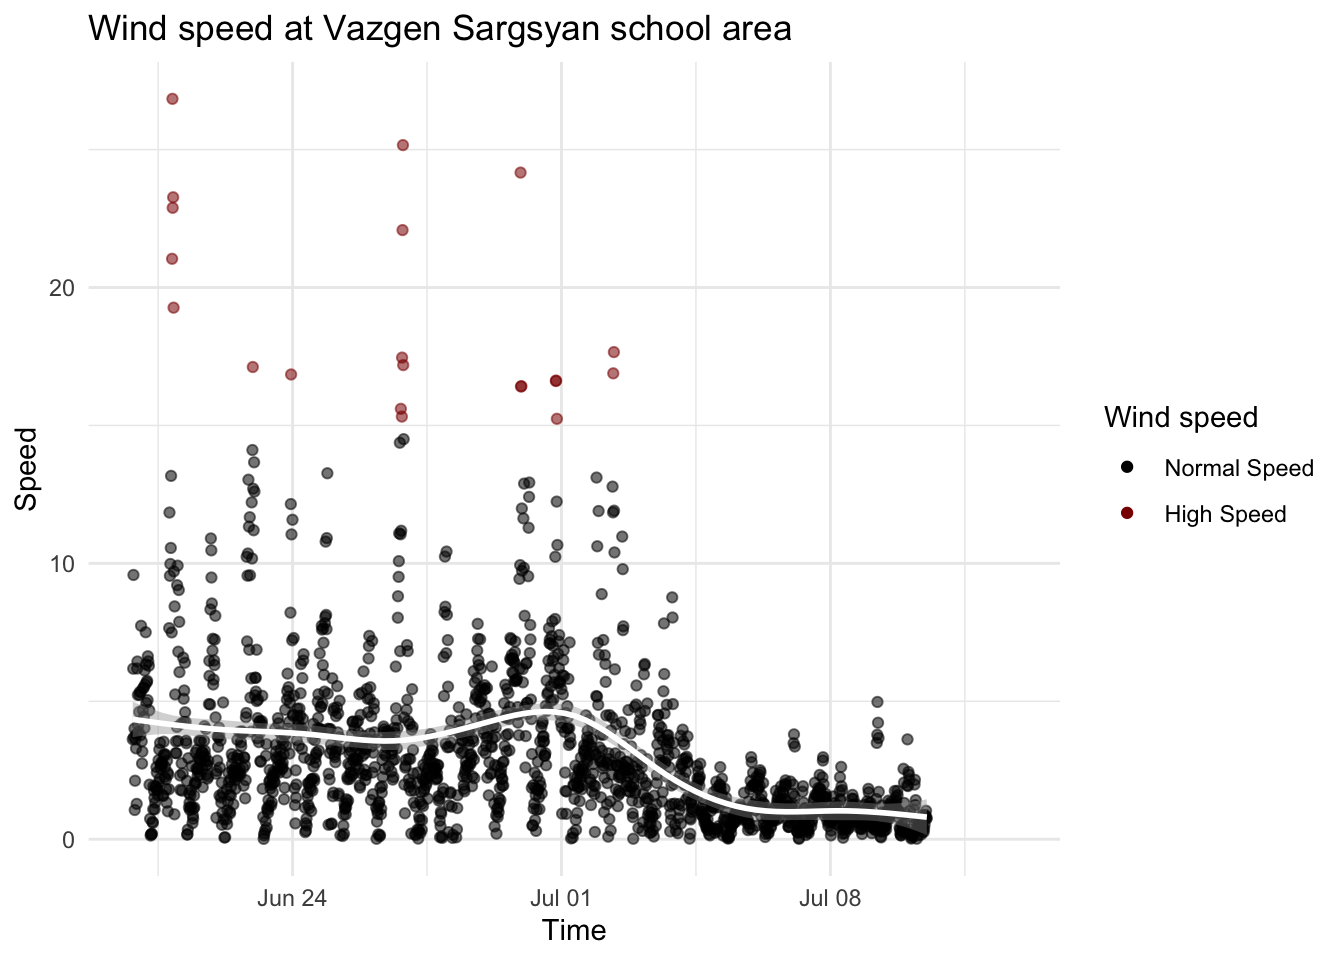 Wind speed at Vazgen Sargsyan school area
Speed
20
10
0
Jun 24
Jul 01
Jul 08
Time
Wind speed
Normal Speed
High Speed